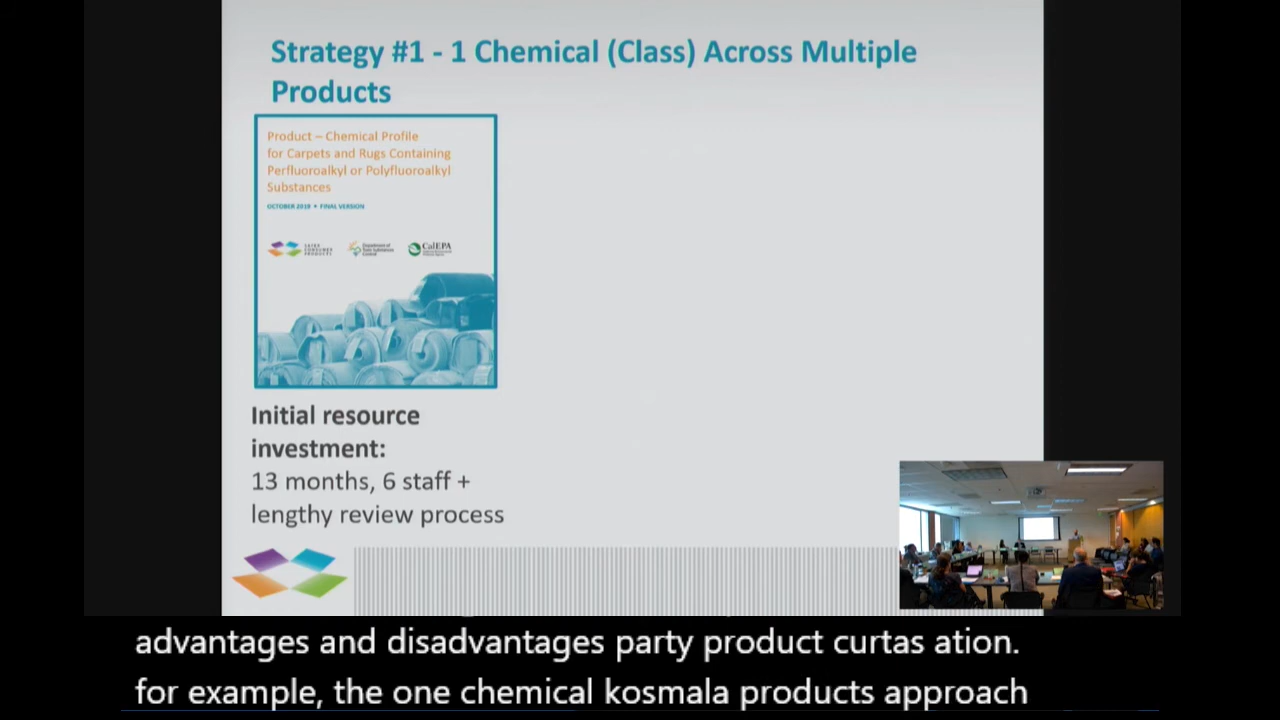 Strategy #1 - 1 Chemical (Class) Across Multiple
Products
Product – Chemical Profile
for Carpets and Rugs Containing
Perfluoroalkyl or Polyfluoroalkyl
Substances
OCTOBER 2019 • FINAL VERSION
SAFER
CONSUMER
PRODUCTS
Department of
Toxic Substances
Control
CalEPA
Initial resource
investment:
13 months, 6 staff +
lengthy review process
advantages and disadvantages party product curtas ation.
for example, the one chemical kosmala products approach